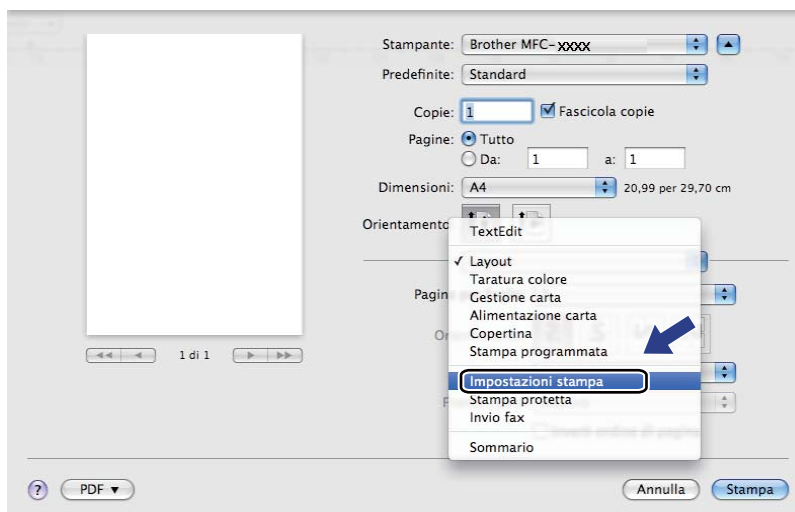 Stampante: Brother MFC-XXXX
Predefinite: Standard
Copie: 1 Fascicola copie
Pagine: Tutto
Da: 1 a: 1
Dimensioni: A4 20,99 per 29,70 cm
Orientamento
TextEdit
✓ Layout
Taratura colore
Pagin
Gestione carta
Alimentazione carta
Copertina
Stampa programmata
1 di 1
Impostazioni stampa
Stampa protetta
Invio fax
Sommario
? PDF ▼ Annulla Stampa